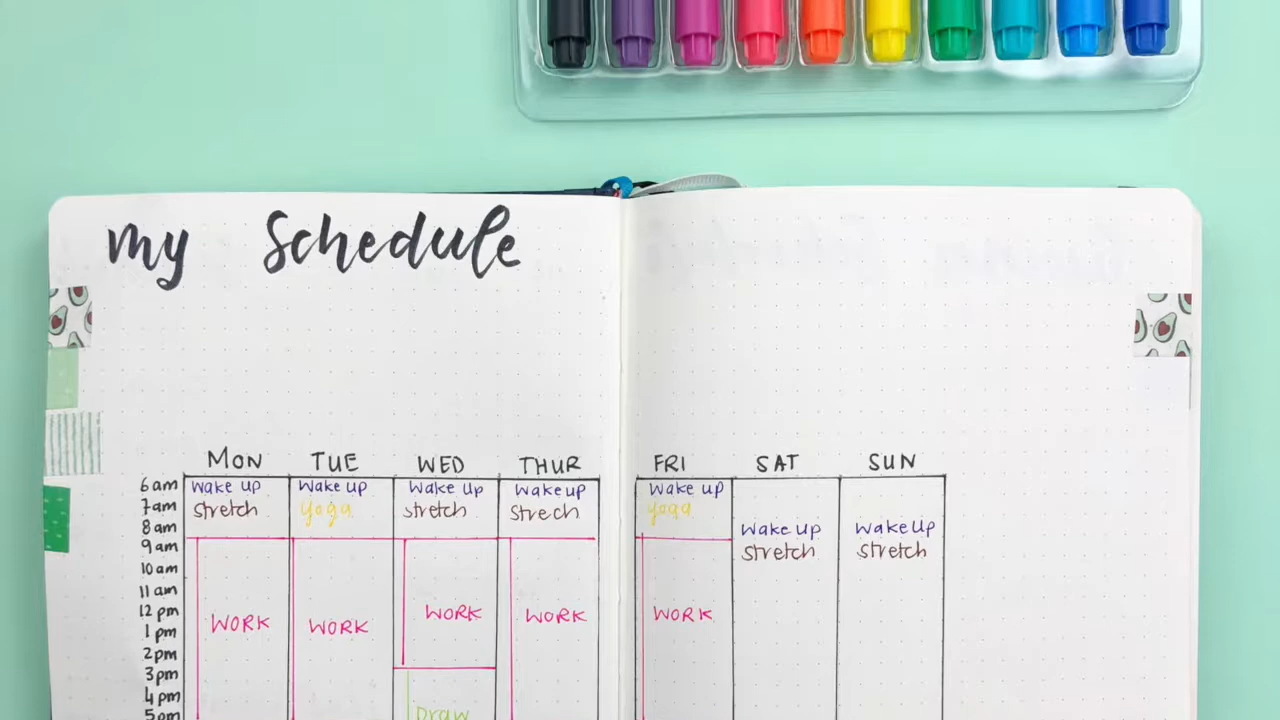 my Schedule
MON TUE WED THUR FRI SAT SUN
6am Wake up Wake up Wake up Wake up Wake up
7am Stretch Yoga Stretch Strech Yoga
8am Wake up Wake up
9am Stretch Stretch
10am
11am
12pm WORK WORK WORK
1pm WORK WORK
2pm
3pm
4pm
5pm Draw